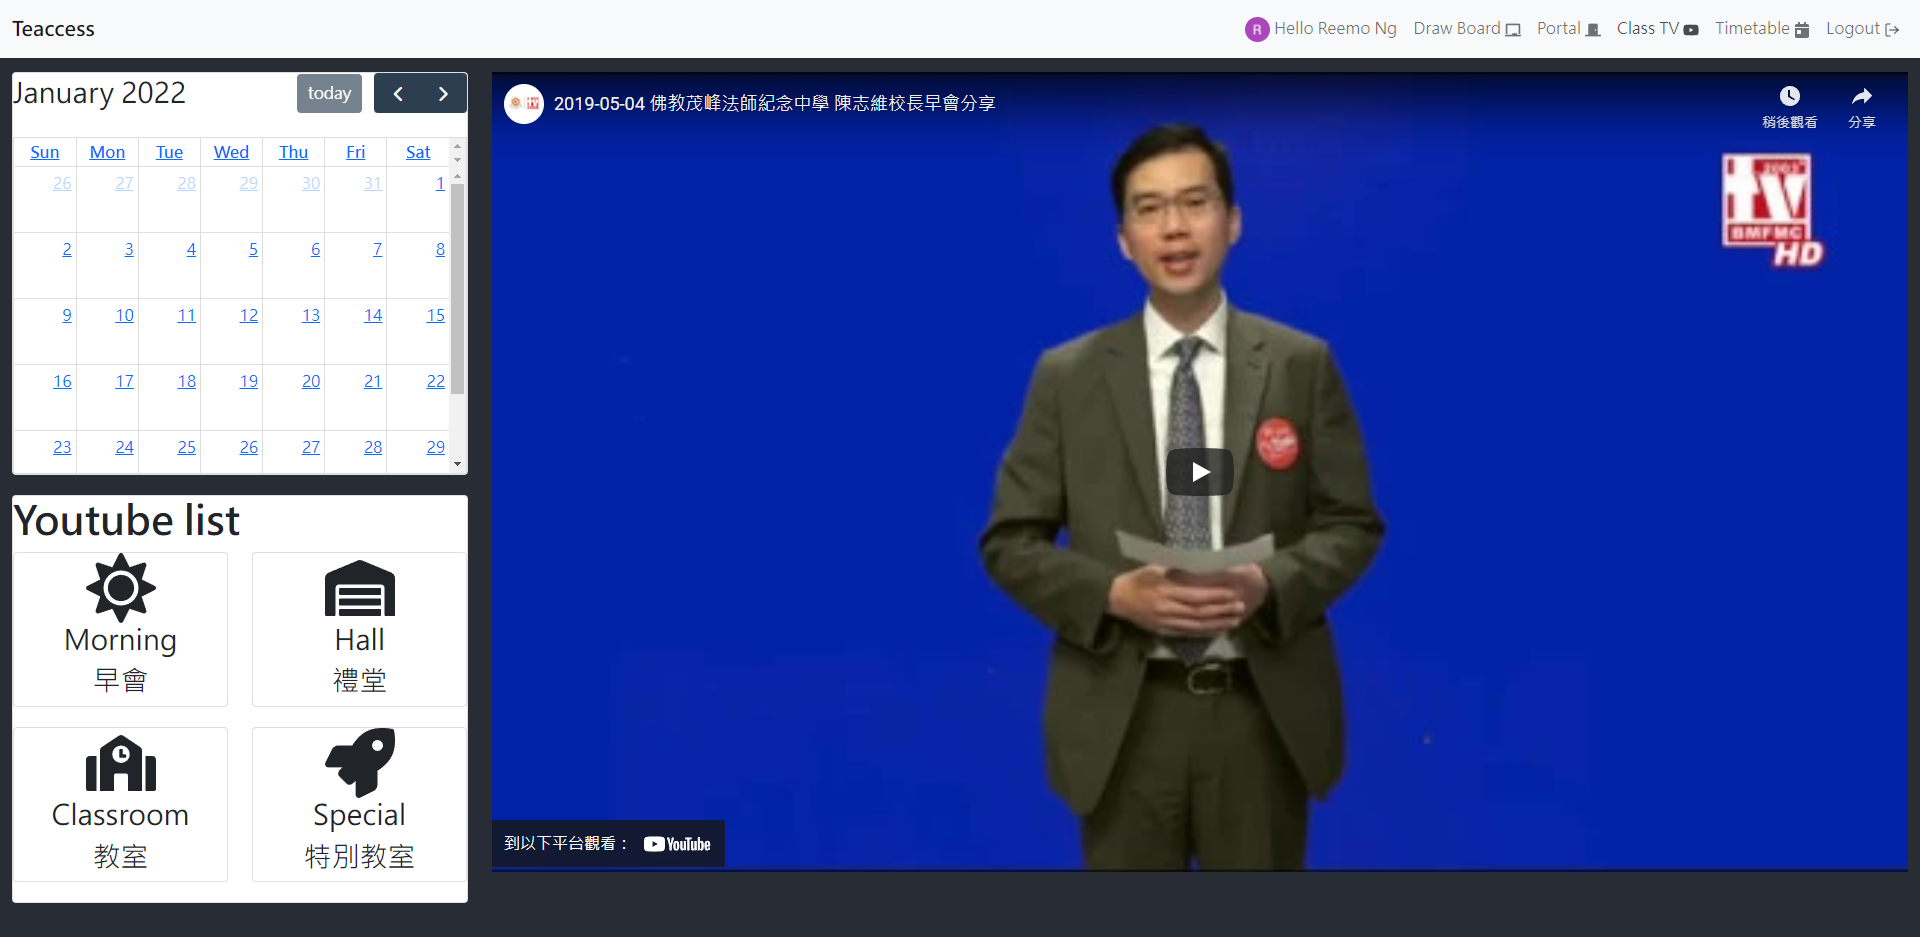 Teaccess
R Hello Reemo Ng Draw Board Portal Class TV Timetable Logout
January 2022
today
Sun Mon Tue Wed Thu Fri Sat
26 27 28 29 30 31 1
2 3 4 5 6 7 8
9 10 11 12 13 14 15
16 17 18 19 20 21 22
23 24 25 26 27 28 29
Youtube list
Morning
早會
Hall
禮堂
Classroom
教室
Special
特別教室
2019-05-04 佛教茂峰法師紀念中學 陳志維校長早會分享
稍後觀看
分享
2003
tv
BMFMC
HD
到以下平台觀看： YouTube